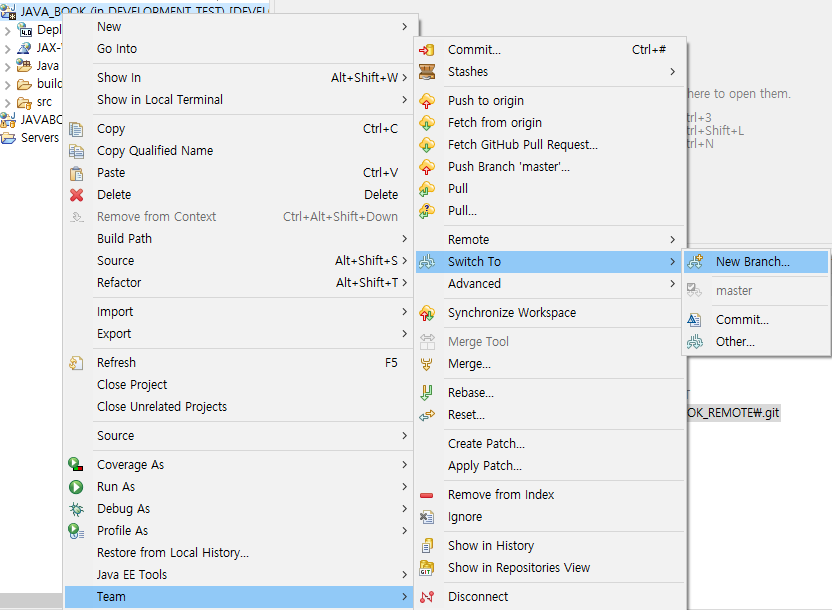 JAVA_BOOK (in DEVELOPMENT_TEST) [DEVEL
Depl
JAX-
Java
build
src
JAVABO
Servers
New
Go Into
Show In Alt+Shift+W
Show in Local Terminal
Copy Ctrl+C
Copy Qualified Name
Paste Ctrl+V
Delete Delete
Remove from Context Ctrl+Alt+Shift+Down
Build Path
Source Alt+Shift+S
Refactor Alt+Shift+T
Import
Export
Refresh F5
Close Project
Close Unrelated Projects
Source
Coverage As
Run As
Debug As
Profile As
Restore from Local History...
Java EE Tools
Team
Commit... Ctrl+#
Stashes
Push to origin
Fetch from origin
Fetch GitHub Pull Request...
Push Branch 'master'...
Pull
Pull...
Remote
Switch To
Advanced
Synchronize Workspace
Merge Tool
Merge...
Rebase...
Reset...
Create Patch...
Apply Patch...
Remove from Index
Ignore
Show in History
Show in Repositories View
Disconnect
New Branch...
master
Commit...
Other...
here to open them.
trl+3
trl+Shift+L
trl+N
OK_REMOTE₩.git